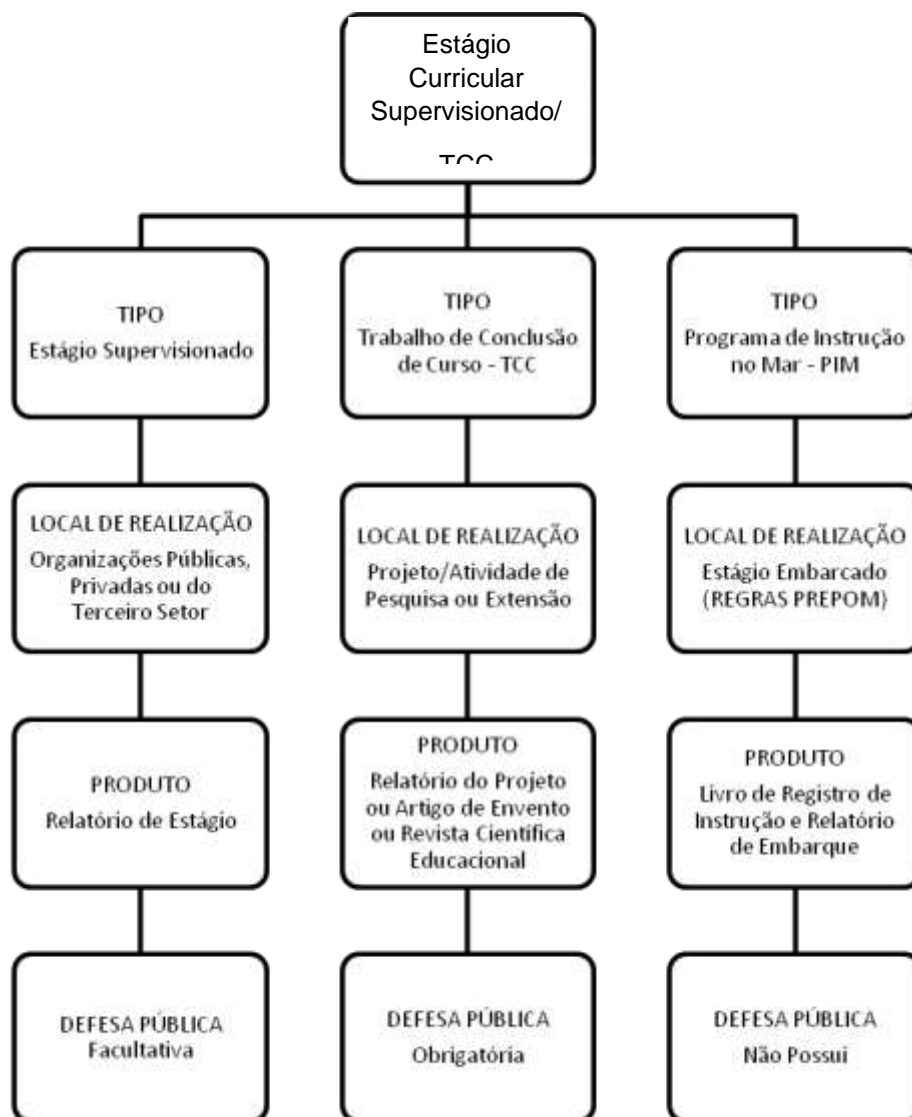 Estágio
Curricular
Supervisionado/
TCC
TIPO
Estágio Supervisionado
TIPO
Trabalho de Conclusão
de Curso - TCC
TIPO
Programa de Instrução
no Mar - PIM
LOCAL DE REALIZAÇÃO
Organizações Públicas,
Privadas ou do
Terceiro Setor
LOCAL DE REALIZAÇÃO
Projeto/Atividade de
Pesquisa ou Extensão
LOCAL DE REALIZAÇÃO
Estágio Embarcado
(REGRAS PREPOM)
PRODUTO
Relatório de Estágio
PRODUTO
Relatório do Projeto
ou Artigo de Envento
ou Revista Científica
Educacional
PRODUTO
Livro de Registro de
Instrução e Relatório
de Embarque
DEFESA PÚBLICA
Facultativa
DEFESA PÚBLICA
Obrigatória
DEFESA PÚBLICA
Não Possui